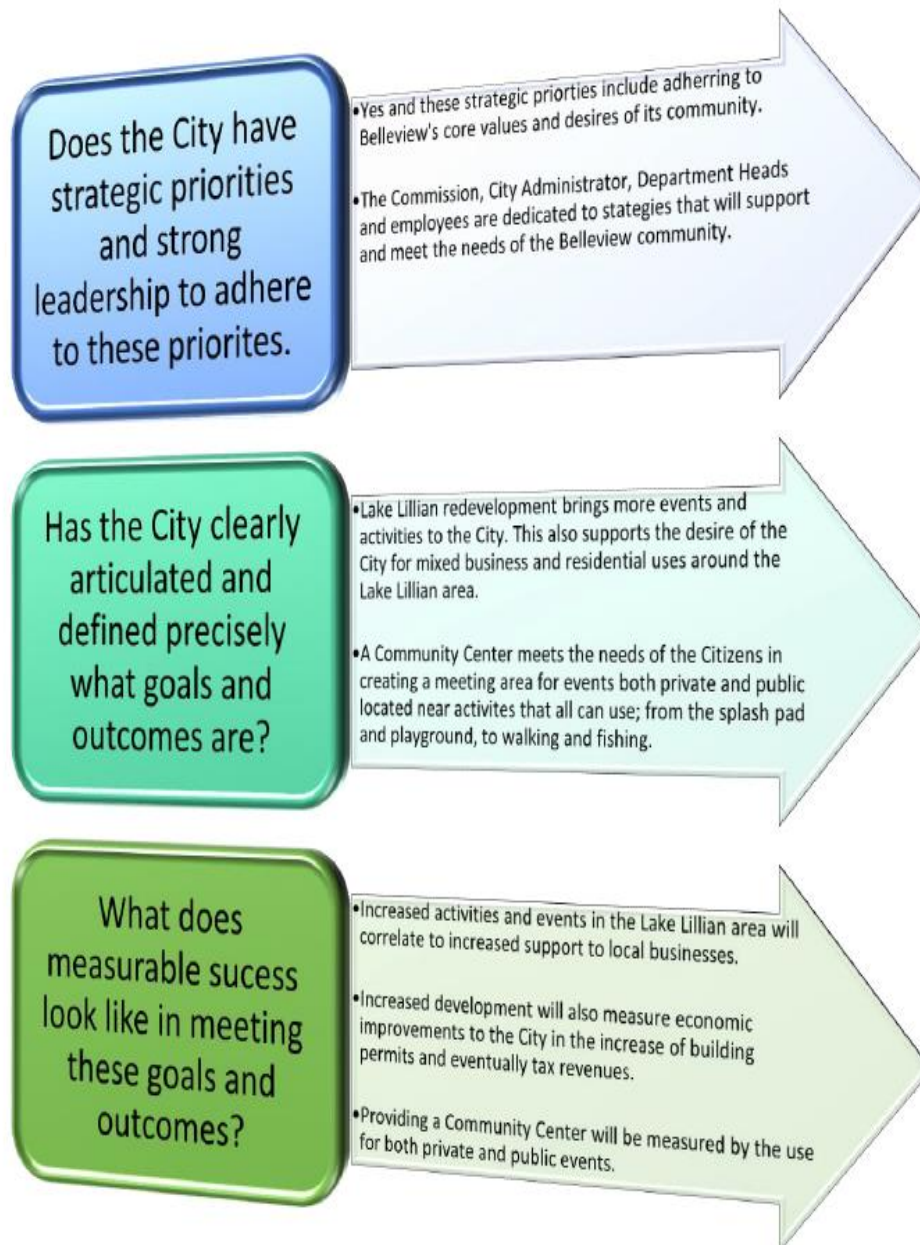 Does the City have
strategic priorities
and strong
leadership to adhere
to these priorites.
•Yes and these strategic priorties include adherring to
Belleview's core values and desires of its community.
•The Commission, City Administrator, Department Heads
and employees are dedicated to stategies that will support
and meet the needs of the Belleview community.
Has the City clearly
articulated and
defined precisely
what goals and
outcomes are?
•Lake Lillian redevelopment brings more events and
activities to the City. This also supports the desire of the
City for mixed business and residential uses around the
Lake Lillian area.
•A Community Center meets the needs of the Citizens in
creating a meeting area for events both private and public
located near activites that all can use; from the splash pad
and playground, to walking and fishing.
What does
measurable sucess
look like in meeting
these goals and
outcomes?
•Increased activities and events in the Lake Lillian area will
correlate to increased support to local businesses.
•Increased development will also measure economic
improvements to the City in the increase of building
permits and eventually tax revenues.
•Providing a Community Center will be measured by the use
for both private and public events.